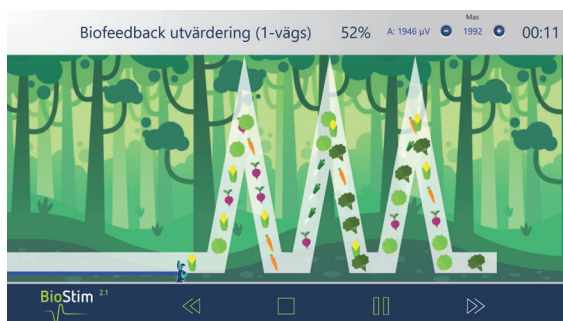 Biofeedback utvärdering (1-vägs) 52% A: 1946 µV Max 1992 00:11
BioStim 2.1